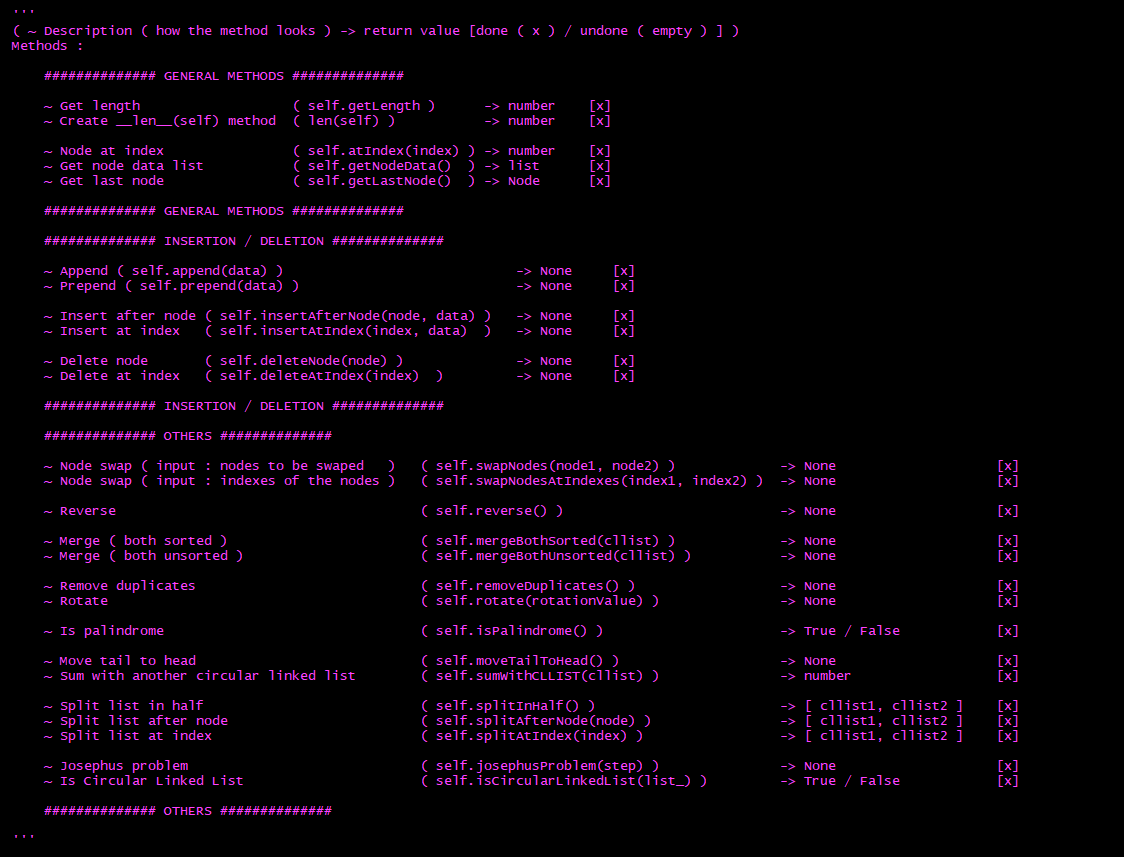 '''
( ~ Description ( how the method looks ) -> return value [done ( x ) / undone ( empty ) ] )
Methods :
############## GENERAL METHODS ##############
~ Get length ( self.getLength ) -> number [x]
~ Create __len__(self) method ( len(self) ) -> number [x]
~ Node at index ( self.atIndex(index) ) -> number [x]
~ Get node data list ( self.getNodeData() ) -> list [x]
~ Get last node ( self.getLastNode() ) -> Node [x]
############## GENERAL METHODS ##############
############## INSERTION / DELETION ##############
~ Append ( self.append(data) ) -> None [x]
~ Prepend ( self.prepend(data) ) -> None [x]
~ Insert after node ( self.insertAfterNode(node, data) ) -> None [x]
~ Insert at index ( self.insertAtIndex(index, data) ) -> None [x]
~ Delete node ( self.deleteNode(node) ) -> None [x]
~ Delete at index ( self.deleteAtIndex(index) ) -> None [x]
############## INSERTION / DELETION ##############
############## OTHERS ##############
~ Node swap ( input : nodes to be swaped ) ( self.swapNodes(node1, node2) ) -> None [x]
~ Node swap ( input : indexes of the nodes ) ( self.swapNodesAtIndexes(index1, index2) ) -> None [x]
~ Reverse ( self.reverse() ) -> None [x]
~ Merge ( both sorted ) ( self.mergeBothSorted(cllist) ) -> None [x]
~ Merge ( both unsorted ) ( self.mergeBothUnsorted(cllist) ) -> None [x]
~ Remove duplicates ( self.removeDuplicates() ) -> None [x]
~ Rotate ( self.rotate(rotationValue) ) -> None [x]
~ Is palindrome ( self.isPalindrome() ) -> True / False [x]
~ Move tail to head ( self.moveTailToHead() ) -> None [x]
~ Sum with another circular linked list ( self.sumWithCLLIST(cllist) ) -> number [x]
~ Split list in half ( self.splitInHalf() ) -> [ cllist1, cllist2 ] [x]
~ Split list after node ( self.splitAfterNode(node) ) -> [ cllist1, cllist2 ] [x]
~ Split list at index ( self.splitAtIndex(index) ) -> [ cllist1, cllist2 ] [x]
~ Josephus problem ( self.josephusProblem(step) ) -> None [x]
~ Is Circular Linked List ( self.isCircularLinkedList(list_) ) -> True / False [x]
############## OTHERS ##############
'''